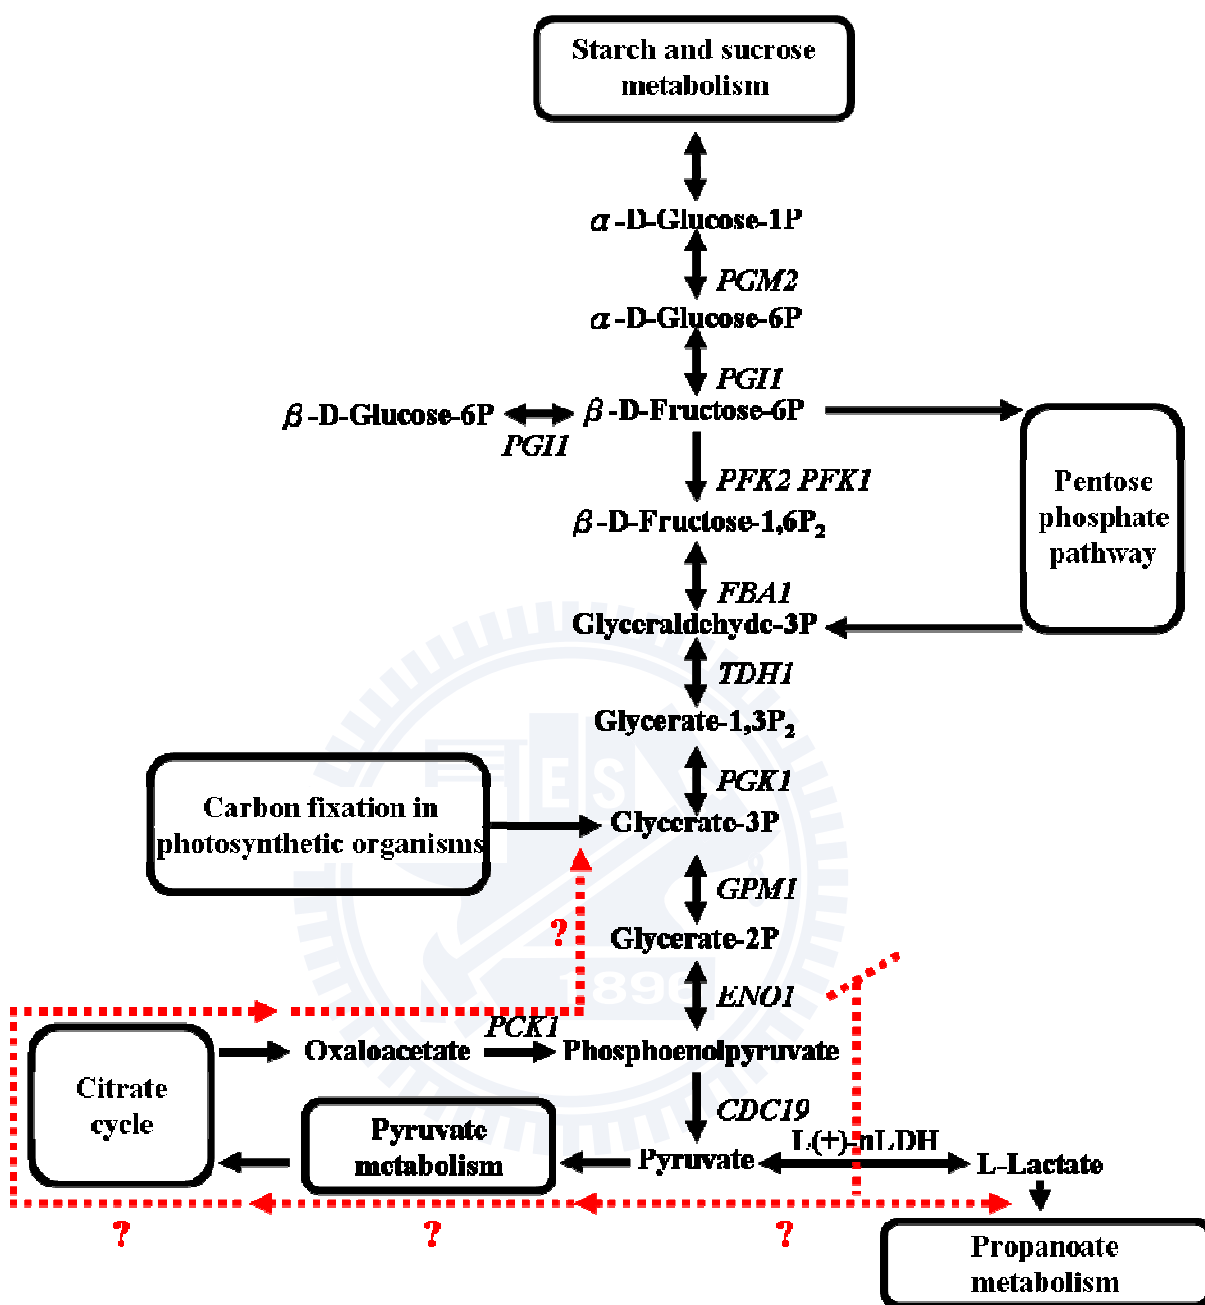 Starch and sucrose
metabolism
α-D-Glucose-1P
PGM2
α-D-Glucose-6P
PGI1
β-D-Glucose-6P
PGI1
β-D-Fructose-6P
PFK2 PFK1
Pentose
phosphate
pathway
β-D-Fructose-1,6P₂
FBA1
Glyceraldehyde-3P
TDH1
Glycerate-1,3P₂
PGK1
Carbon fixation in
photosynthetic organisms
Glycerate-3P
GPM1
?
Glycerate-2P
ENO1
ES
1896
Citrate
cycle
Oxaloacetate
PCK1
Phosphoenolpyruvate
CDC19
Pyruvate
metabolism
Pyruvate
L(+)-nLDH
L-Lactate
?
?
?
Propanoate
metabolism